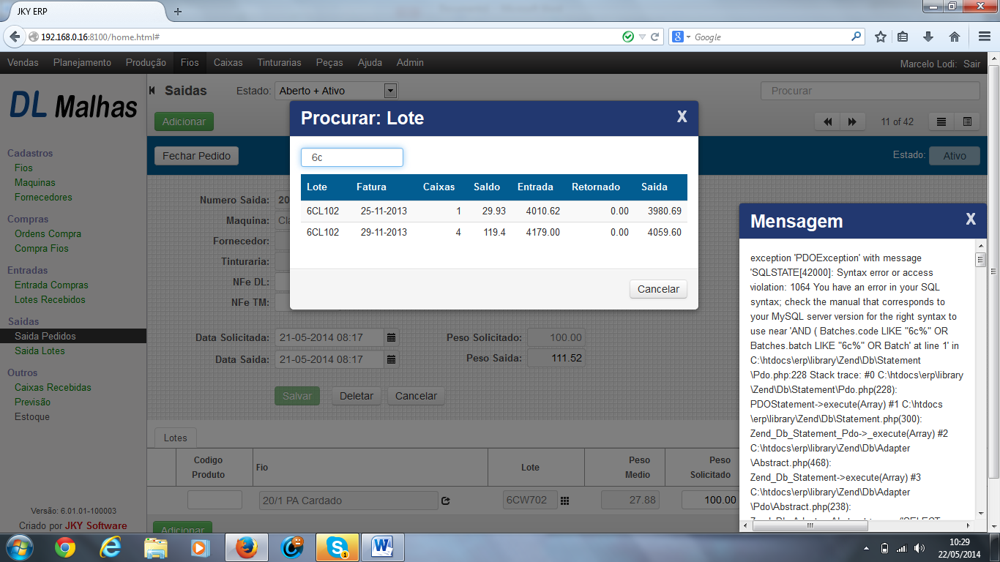 JKY ERP
192.168.0.16:8100/home.html#
Google
Vendas Planejamento Produção Fios Caixas Tinturarias Peças Ajuda Admin
Marcelo Lodi: Sair
DL Malhas
Cadastros
Fios
Maquinas
Fornecedores
Compras
Ordens Compra
Compra Fios
Entradas
Entrada Compras
Lotes Recebidos
Saidas
Saida Pedidos
Saida Lotes
Outros
Caixas Recebidas
Previsão
Estoque
Versão: 6.01.01-100003
Criado por JKY Software
Saidas Estado: Aberto + Ativo Procurar
Adicionar 11 of 42
Fechar Pedido Estado: Ativo
Numero Saida: 20
Maquina: Cla
Fornecedor:
Tinturaria:
NFe DL:
NFe TM:
Data Solicitada: 21-05-2014 08:17 Peso Solicitado: 100.00
Data Saida: 21-05-2014 08:17 Peso Saida: 111.52
Salvar Deletar Cancelar
Lotes
Codigo Produto Fio Lote Peso Medio Peso Solicitado
20/1 PA Cardado 6CW702 27.88 100.00
Adicionar
Procurar: Lote X
6c
Lote Fatura Caixas Saldo Entrada Retornado Saida
6CL102 25-11-2013 1 29.93 4010.62 0.00 3980.69
6CL102 29-11-2013 4 119.4 4179.00 0.00 4059.60
Cancelar
Mensagem X
exception 'PDOException' with message
'SQLSTATE[42000]: Syntax error or access
violation: 1064 You have an error in your SQL
syntax; check the manual that corresponds to
your MySQL server version for the right syntax to
use near 'AND ( Batches.code LIKE "6c%" OR
Batches.batch LIKE "6c%" OR Batch' at line 1' in
C:\htdocs\erp\library\Zend\Db\Statement
\Pdo.php:228 Stack trace: #0 C:\htdocs\erp\library
\Zend\Db\Statement\Pdo.php(228):
PDOStatement->execute(Array) #1 C:\htdocs
\erp\library\Zend\Db\Statement.php(300):
Zend_Db_Statement_Pdo->_execute(Array) #2
C:\htdocs\erp\library\Zend\Db\Adapter
\Abstract.php(468):
Zend_Db_Statement->execute(Array) #3
C:\htdocs\erp\library\Zend\Db\Adapter
\Pdo\Abstract.php(238):
10:29
22/05/2014